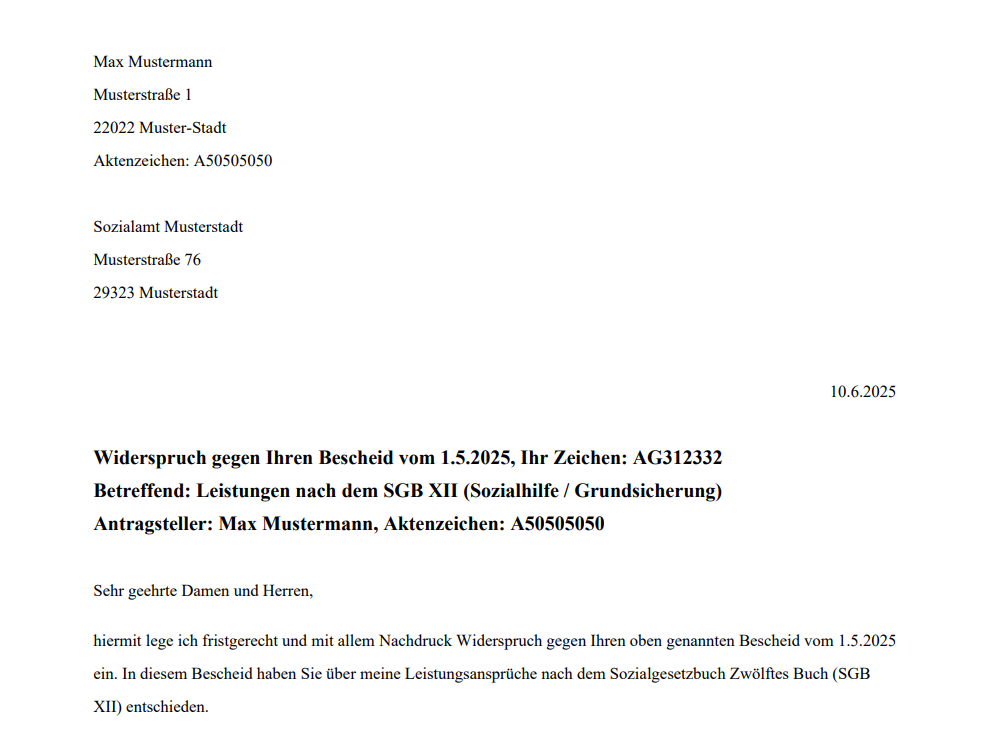 Max Mustermann
Musterstraße 1
22022 Muster-Stadt
Aktenzeichen: A50505050
Sozialamt Musterstadt
Musterstraße 76
29323 Musterstadt
10.6.2025
Widerspruch gegen Ihren Bescheid vom 1.5.2025, Ihr Zeichen: AG312332
Betreffend: Leistungen nach dem SGB XII (Sozialhilfe / Grundsicherung)
Antragsteller: Max Mustermann, Aktenzeichen: A50505050
Sehr geehrte Damen und Herren,
hiermit lege ich fristgerecht und mit allem Nachdruck Widerspruch gegen Ihren oben genannten Bescheid vom 1.5.2025
ein. In diesem Bescheid haben Sie über meine Leistungsansprüche nach dem Sozialgesetzbuch Zwölftes Buch (SGB
XII) entschieden.